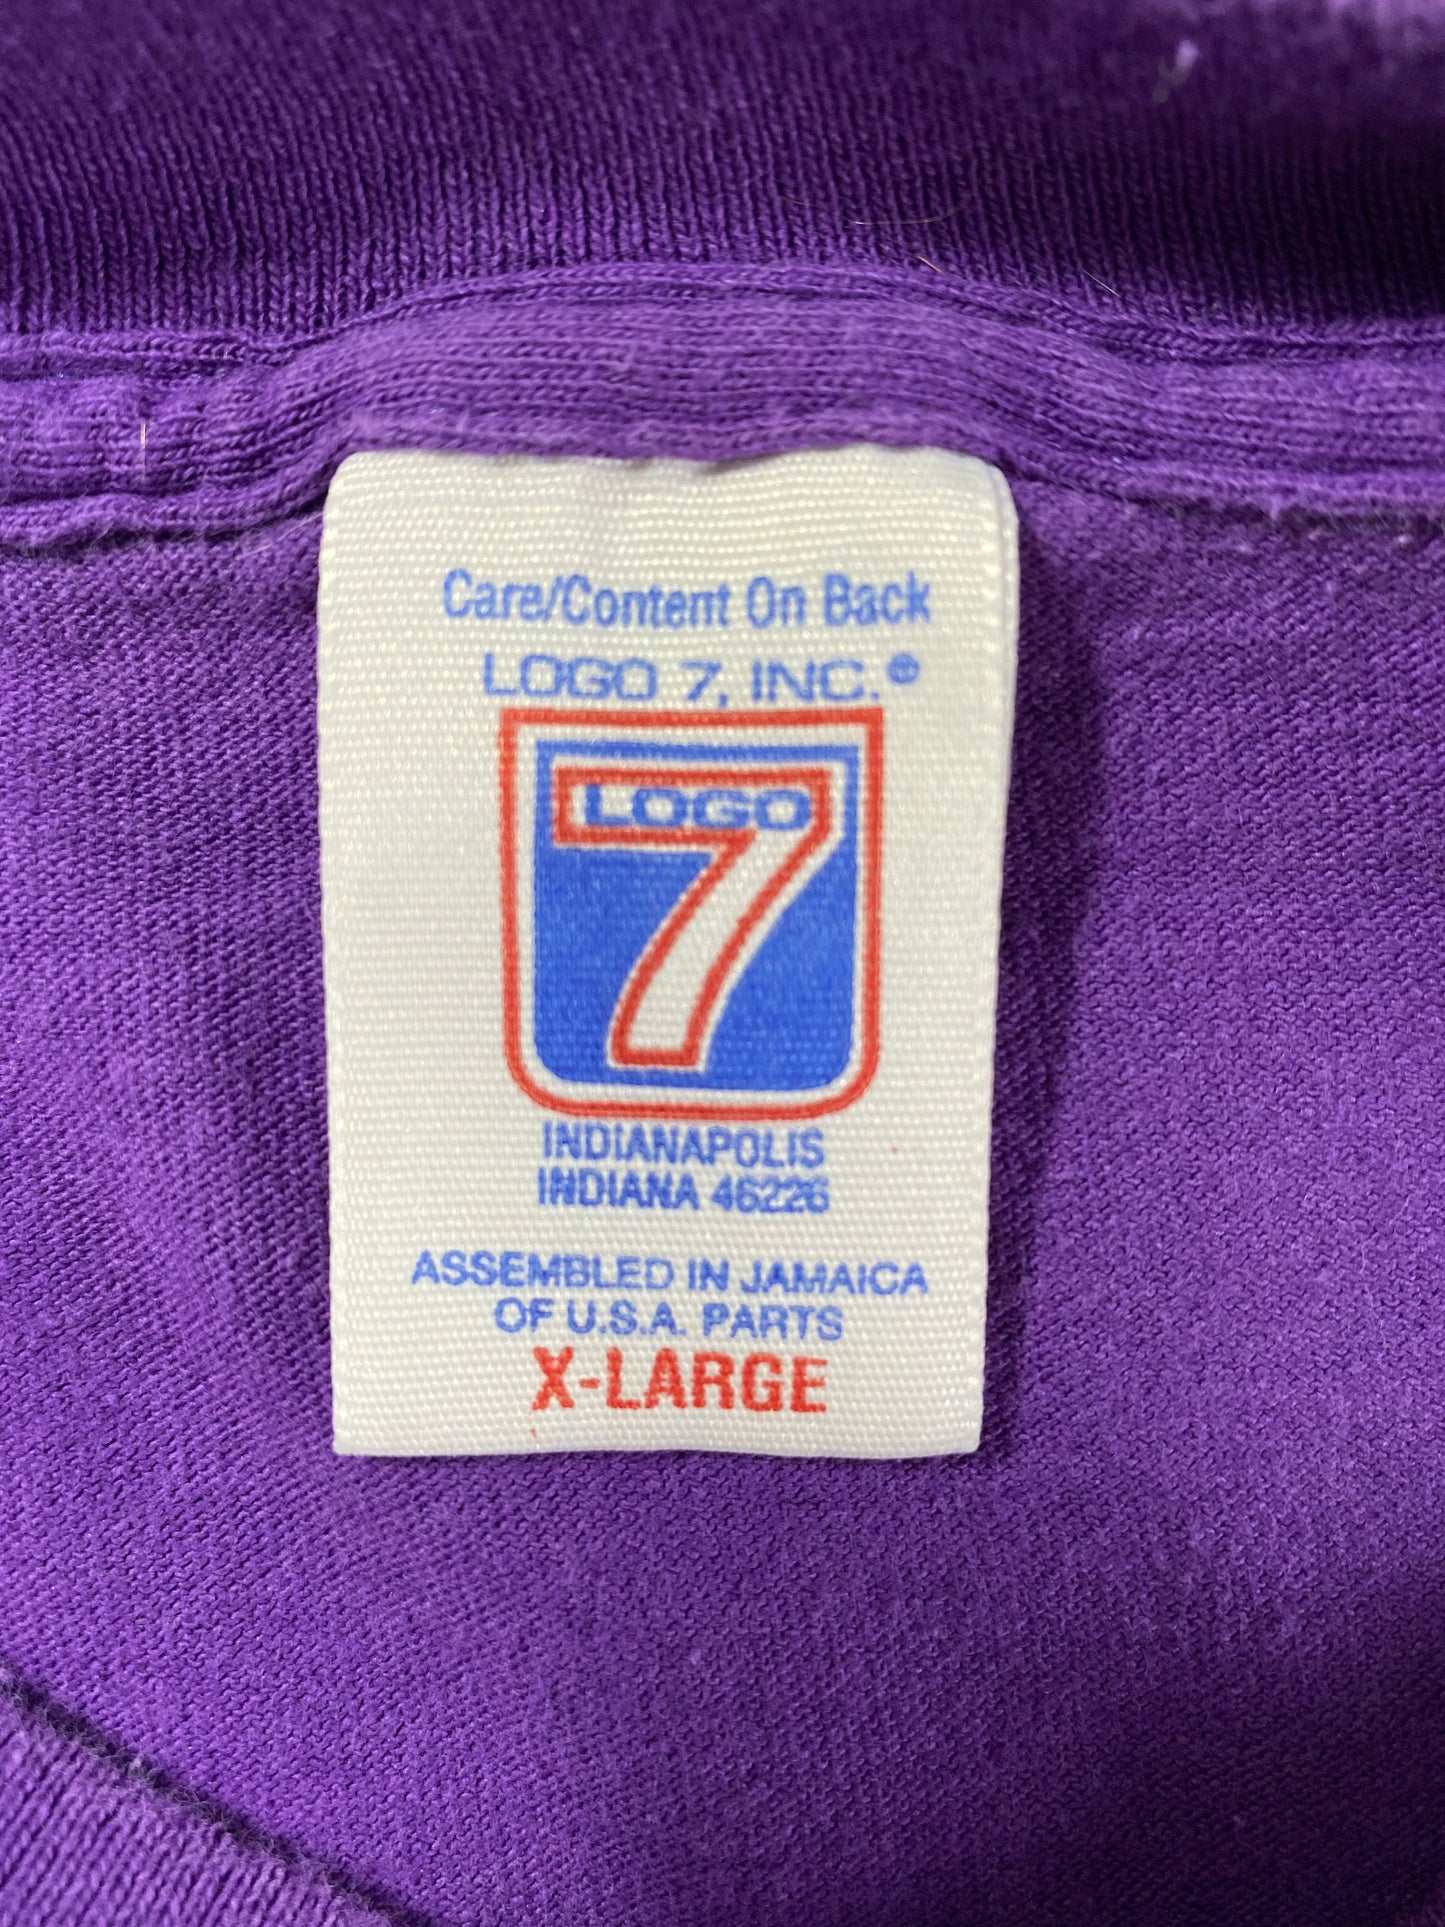 Care/Content On Back
LOGO 7, INC.®
LOGO
7
INDIANAPOLIS
INDIANA 46226
ASSEMBLED IN JAMAICA
OF U.S.A. PARTS
X-LARGE